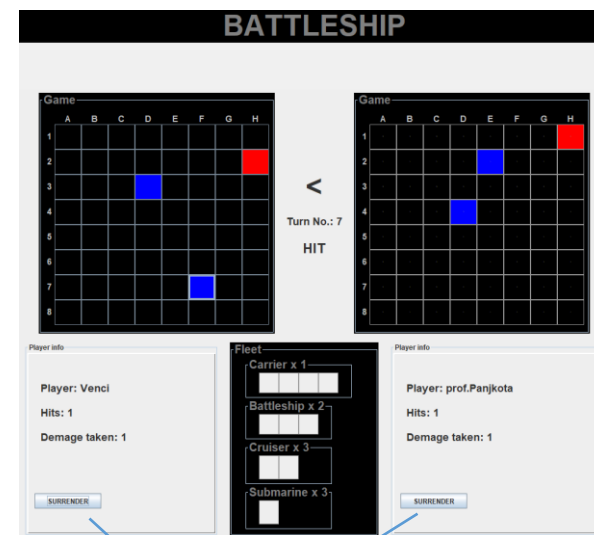 BATTLESHIP
Game
A B C D E F G H
1
2
3
4
5
6
7
8
<
Turn No.: 7
HIT
Game
A B C D E F G H
1
2
3
4
5
6
7
8
Player info
Player: Venci
Hits: 1
Demage taken: 1
SURRENDER
Fleet
Carrier x 1
Battleship x 2
Cruiser x 3
Submarine x 3
Player info
Player: prof.Panjkota
Hits: 1
Demage taken: 1
SURRENDER